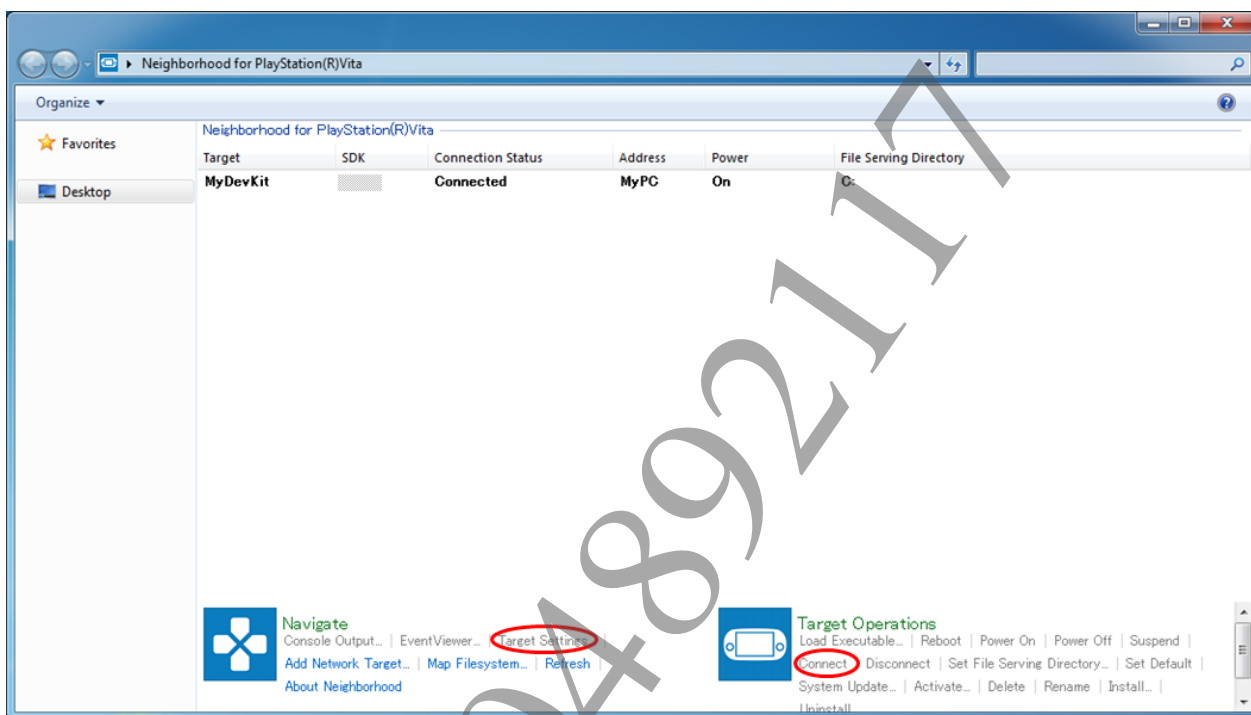 Neighborhood for PlayStation(R)Vita
Organize
Favorites
Desktop
Neighborhood for PlayStation(R)Vita
Target SDK Connection Status Address Power File Serving Directory
MyDevKit Connected MyPC On C:
Navigate
Console Output... | EventViewer... | Target Settings |
Add Network Target... | Map Filesystem... | Refresh |
About Neighborhood
Target Operations
Load Executable... | Reboot | Power On | Power Off | Suspend |
Connect | Disconnect | Set File Serving Directory... | Set Default |
System Update... | Activate... | Delete | Rename | Install... |
Uninstall
0489217